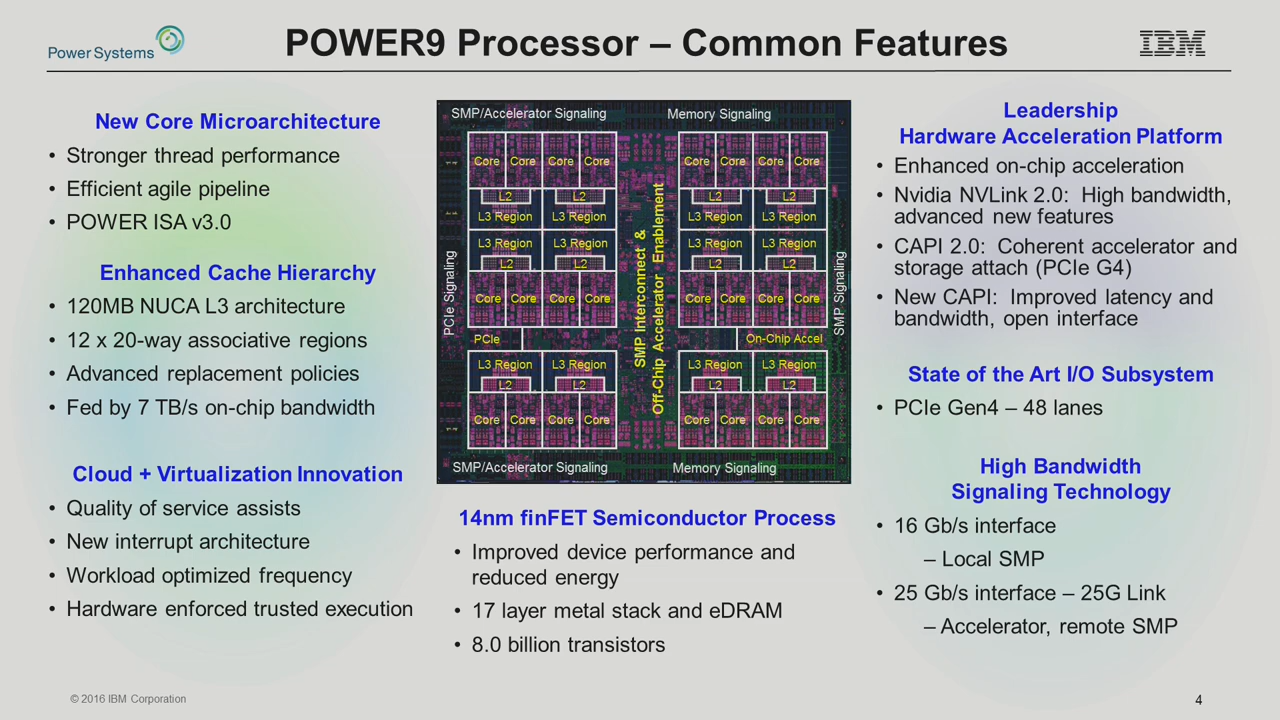 Power Systems
POWER9 Processor – Common Features
IBM
New Core Microarchitecture
• Stronger thread performance
• Efficient agile pipeline
• POWER ISA v3.0
Enhanced Cache Hierarchy
• 120MB NUCA L3 architecture
• 12 x 20-way associative regions
• Advanced replacement policies
• Fed by 7 TB/s on-chip bandwidth
Cloud + Virtualization Innovation
• Quality of service assists
• New interrupt architecture
• Workload optimized frequency
• Hardware enforced trusted execution
SMP/Accelerator Signaling Memory Signaling
Core Core Core Core Core Core Core Core
L2 L2 L2 L2
L3 Region L3 Region L3 Region L3 Region
L3 Region L3 Region L3 Region L3 Region
L2 L2 L2 L2
Core Core Core Core Core Core Core Core
PCIe On-Chip Accel
L3 Region L3 Region L3 Region L3 Region
L2 L2 L2 L2
Core Core Core Core Core Core Core Core
SMP/Accelerator Signaling Memory Signaling
PCIe Signaling
SMP Interconnect &
Off-Chip Accelerator Enablement
SMP Signaling
14nm finFET Semiconductor Process
• Improved device performance and
reduced energy
• 17 layer metal stack and eDRAM
• 8.0 billion transistors
Leadership
Hardware Acceleration Platform
• Enhanced on-chip acceleration
• Nvidia NVLink 2.0: High bandwidth,
advanced new features
• CAPI 2.0: Coherent accelerator and
storage attach (PCIe G4)
• New CAPI: Improved latency and
bandwidth, open interface
State of the Art I/O Subsystem
• PCIe Gen4 – 48 lanes
High Bandwidth
Signaling Technology
• 16 Gb/s interface
– Local SMP
• 25 Gb/s interface – 25G Link
– Accelerator, remote SMP
© 2016 IBM Corporation
4